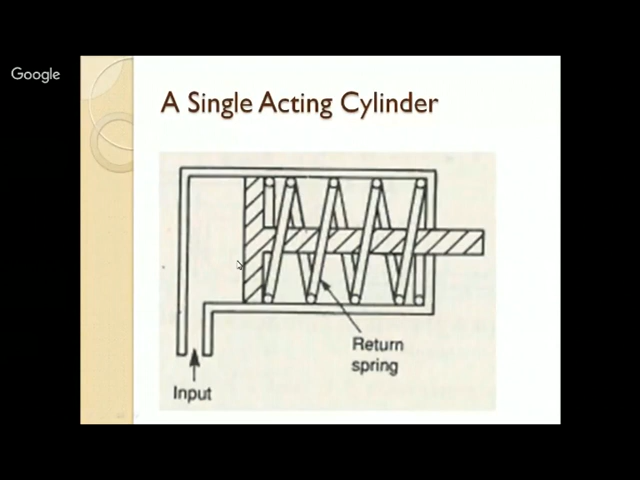 Google
A Single Acting Cylinder
Return
spring
Input